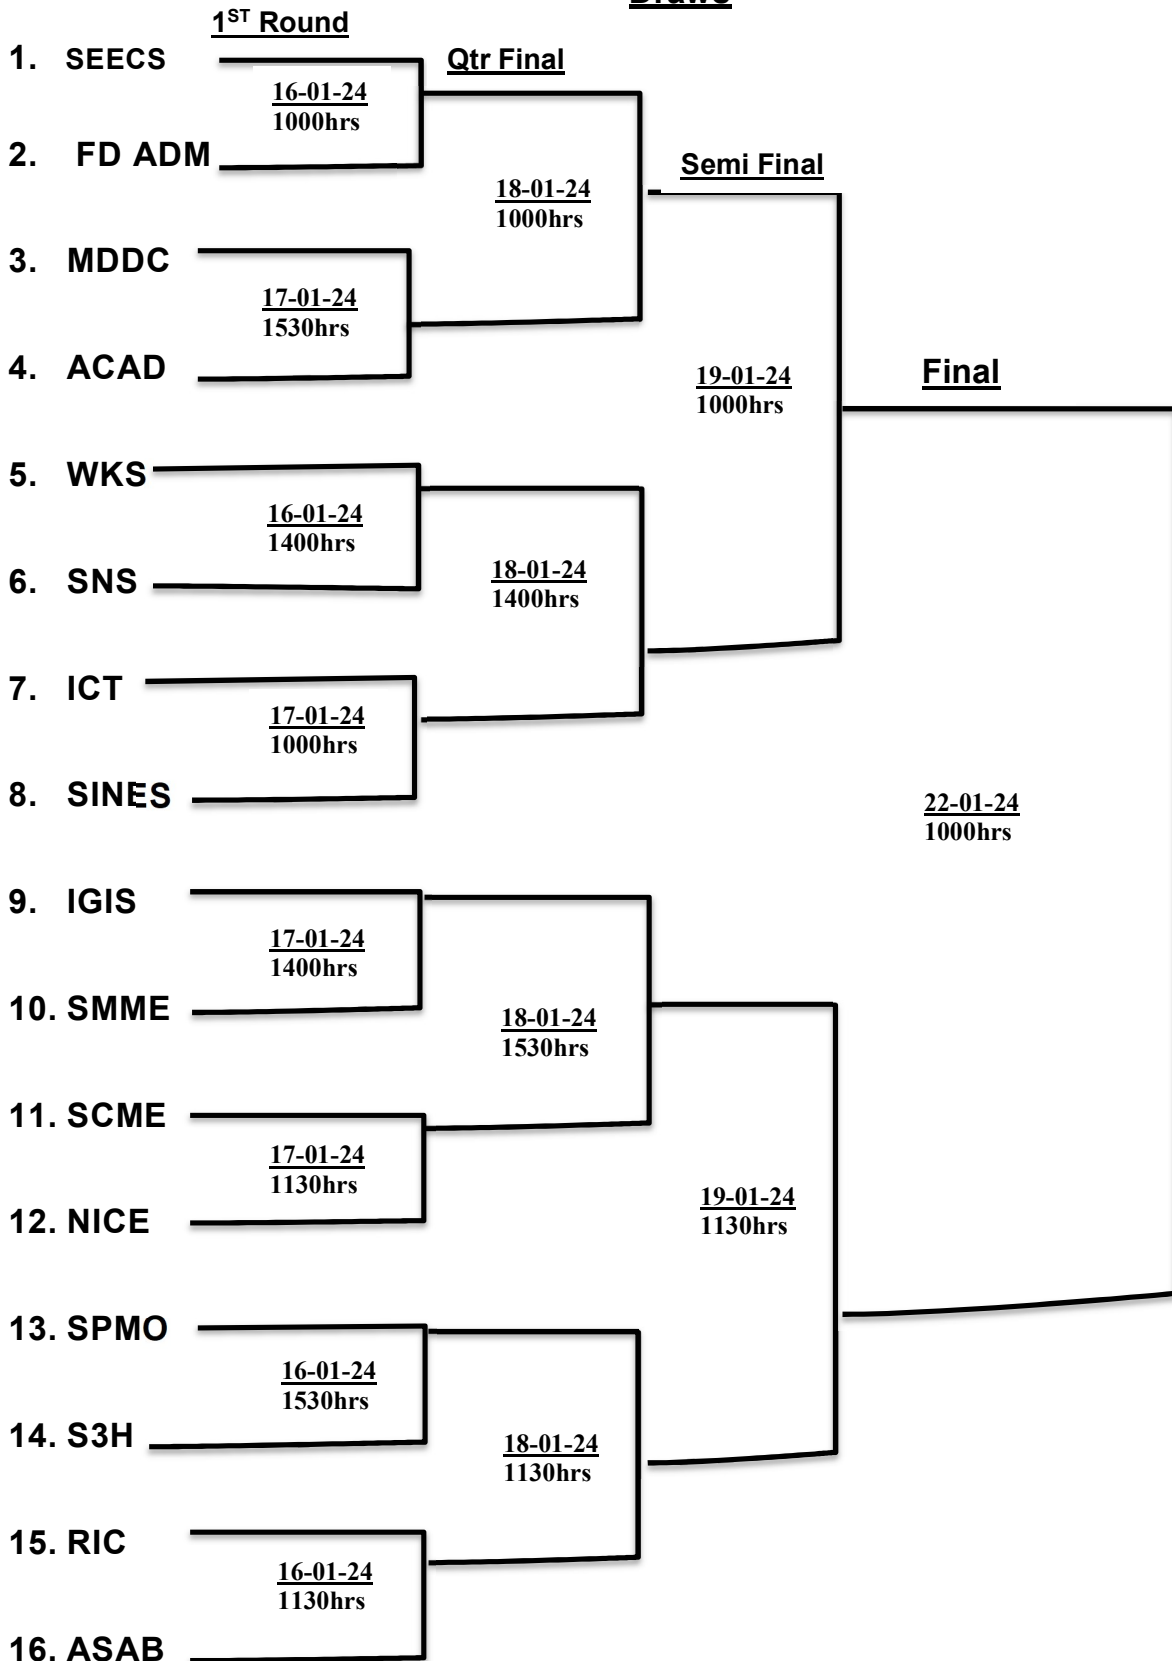 Draws
1ST Round
1. SEECS
Qtr Final
16-01-24
1000hrs
2. FD ADM
Semi Final
18-01-24
1000hrs
3. MDDC
17-01-24
1530hrs
4. ACAD
19-01-24
1000hrs
Final
5. WKS
16-01-24
1400hrs
6. SNS
18-01-24
1400hrs
7. ICT
17-01-24
1000hrs
8. SINES
22-01-24
1000hrs
9. IGIS
17-01-24
1400hrs
10. SMME
18-01-24
1530hrs
11. SCME
17-01-24
1130hrs
12. NICE
19-01-24
1130hrs
13. SPMO
16-01-24
1530hrs
14. S3H
18-01-24
1130hrs
15. RIC
16-01-24
1130hrs
16. ASAB